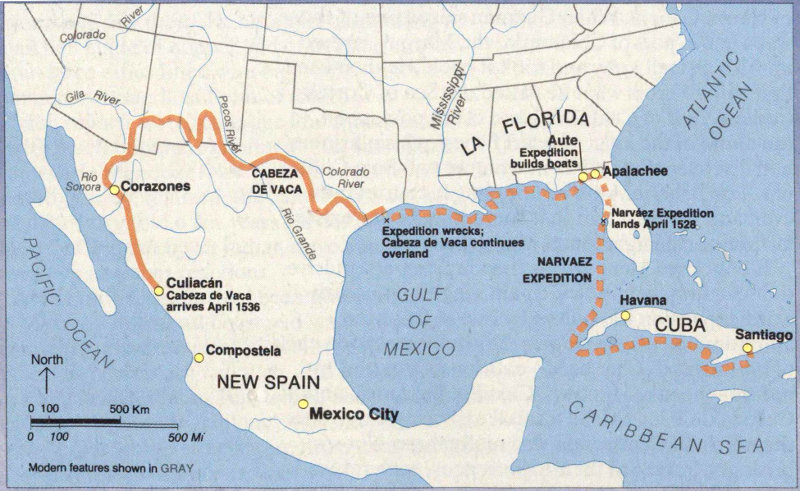 Colorado
River
Gila River
Pecos River
Mississippi
River
LA FLORIDA
ATLANTIC
OCEAN
Aute
Expedition
builds boats
Apalachee
CABEZA
DE VACA
Colorado
River
Rio
Sonora
Corazones
Rio Grande
Expedition wrecks;
Cabeza de Vaca continues
overland
Narváez Expedition
lands April 1528
NARVAEZ
EXPEDITION
PACIFIC OCEAN
Culiacán
Cabeza de Vaca
arrives April 1536
GULF
OF
MEXICO
Havana
CUBA
Santiago
North
Compostela
NEW SPAIN
Mexico City
CARIBBEAN SEA
0 100 500 Km
0 100 500 Mi
Modern features shown in GRAY